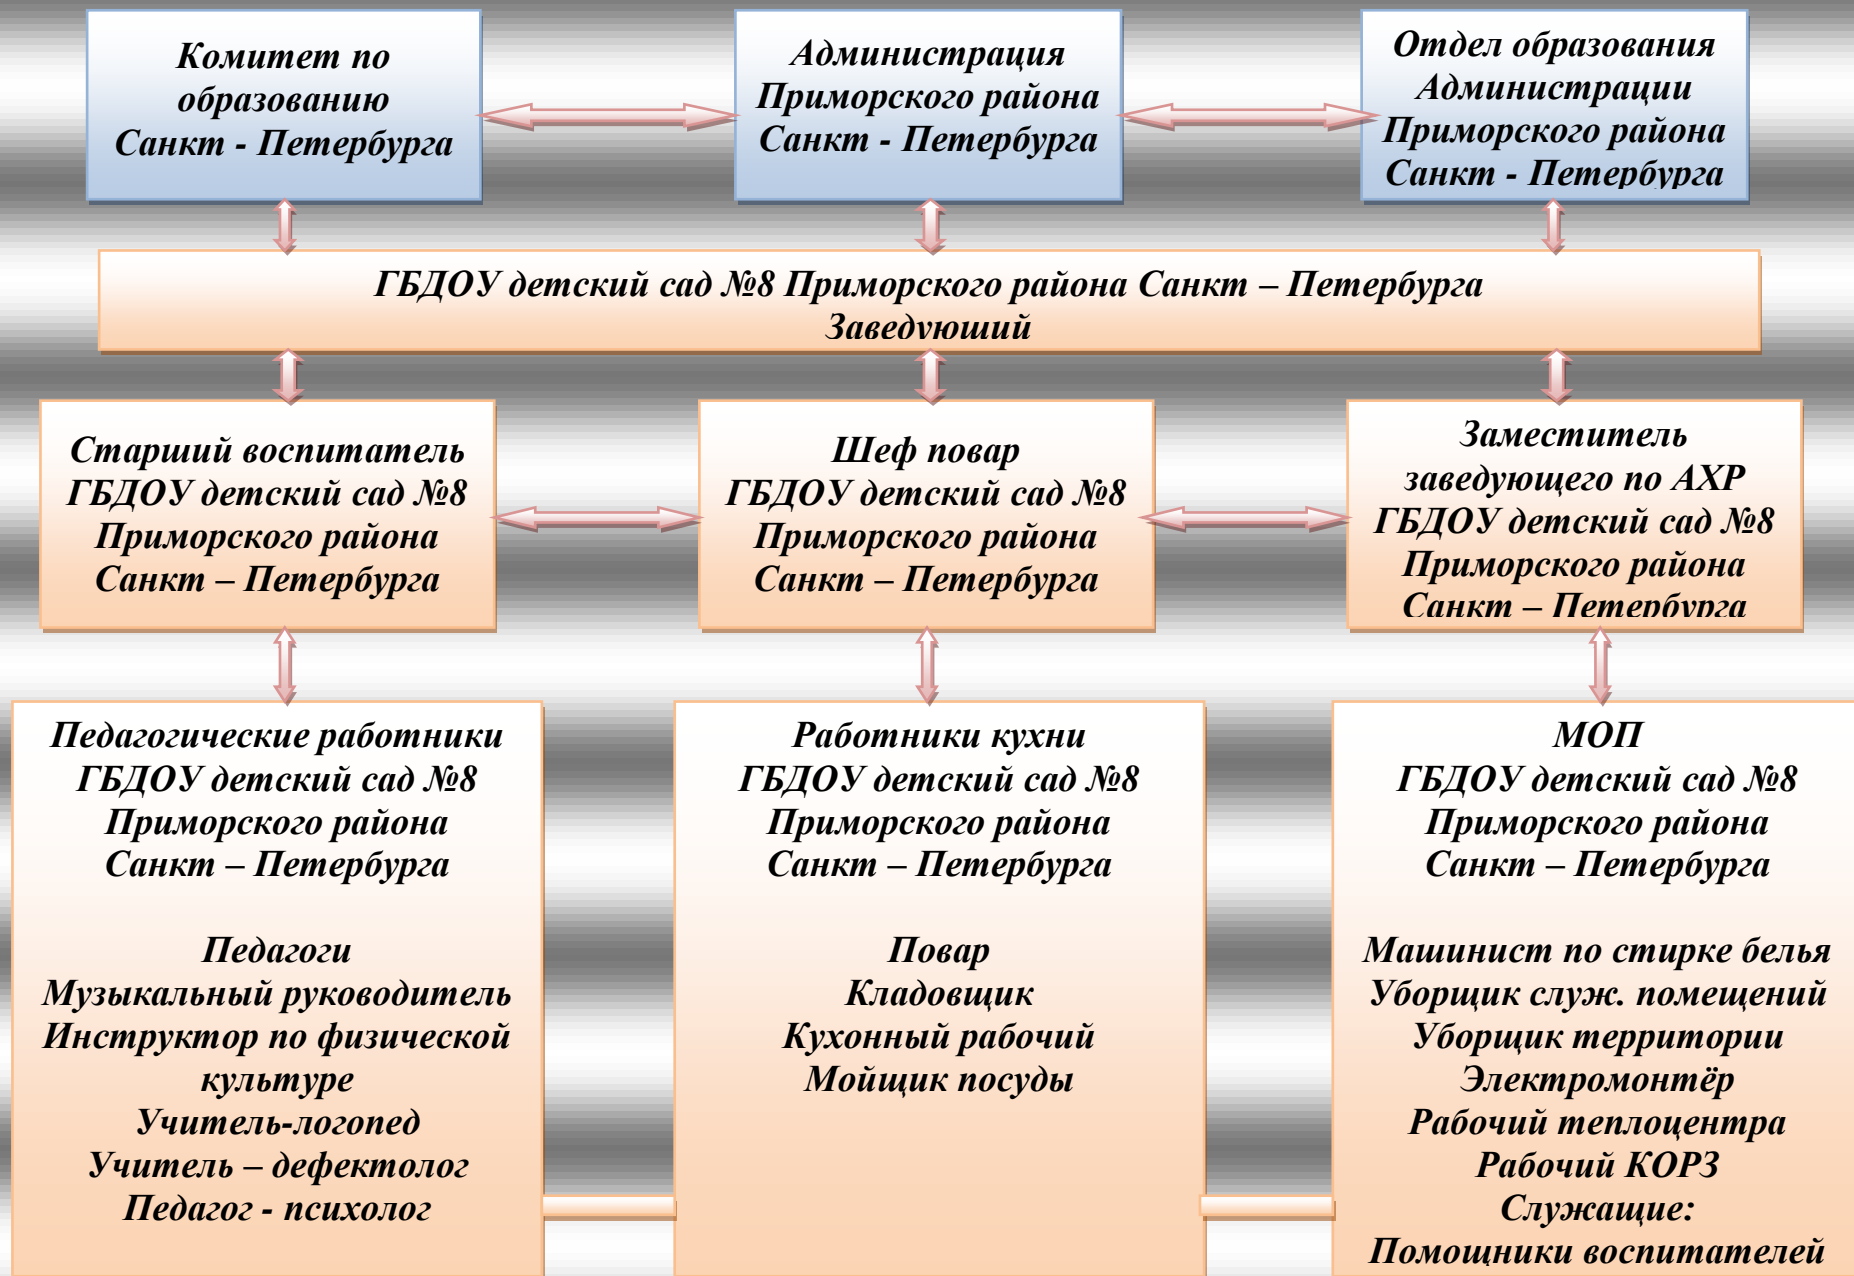 Комитет по
образованию
Санкт - Петербурга
Администрация
Приморского района
Санкт - Петербурга
Отдел образования
Администрации
Приморского района
Санкт - Петербурга
ГБДОУ детский сад №8 Приморского района Санкт – Петербурга
Заведующий
Старший воспитатель
ГБДОУ детский сад №8
Приморского района
Санкт – Петербурга
Шеф повар
ГБДОУ детский сад №8
Приморского района
Санкт – Петербурга
Заместитель
заведующего по АХР
ГБДОУ детский сад №8
Приморского района
Санкт – Петербурга
Педагогические работники
ГБДОУ детский сад №8
Приморского района
Санкт – Петербурга
Педагоги
Музыкальный руководитель
Инструктор по физической
культуре
Учитель-логопед
Учитель – дефектолог
Педагог - психолог
Работники кухни
ГБДОУ детский сад №8
Приморского района
Санкт – Петербурга
Повар
Кладовщик
Кухонный рабочий
Мойщик посуды
МОП
ГБДОУ детский сад №8
Приморского района
Санкт – Петербурга
Машинист по стирке белья
Уборщик служ. помещений
Уборщик территории
Электромонтёр
Рабочий теплоцентра
Рабочий КОРЗ
Служащие:
Помощники воспитателей